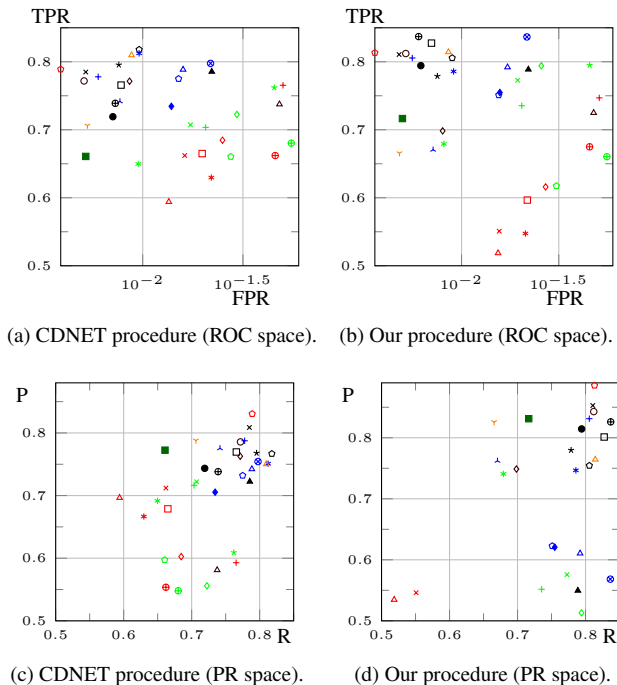 TPR
TPR
0.8
0.7
0.6
0.5
10^-2
10^-1.5
FPR
0.8
0.7
0.6
0.5
10^-2
10^-1.5
FPR
(a) CDNET procedure (ROC space).
(b) Our procedure (ROC space).
P
0.8
0.7
0.6
0.5
0.5
0.6
0.7
0.8
R
P
0.8
0.7
0.6
0.5
0.5
0.6
0.7
0.8
R
(c) CDNET procedure (PR space).
(d) Our procedure (PR space).